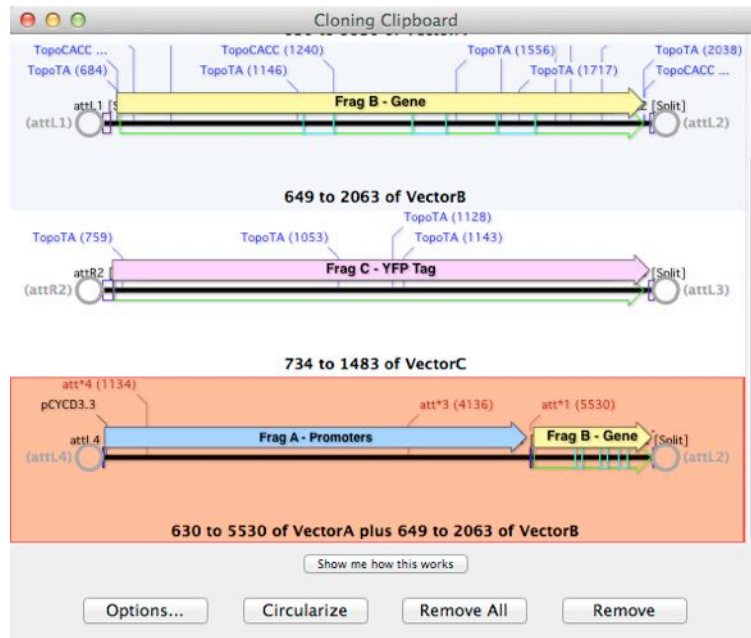 Cloning Clipboard
TopoCACC ... TopoCACC (1240) TopoTA (1556) TopoTA (2038)
TopoTA (684) TopoTA (1146) TopoTA (1717) TopoCACC ...
attL1 Frag B - Gene [Split]
(attL1) (attL2)
649 to 2063 of VectorB
TopoTA (1128)
TopoTA (759) TopoTA (1053) TopoTA (1143)
attR2 [ Frag C - YFP Tag [Split]
(attR2) (attL3)
734 to 1483 of VectorC
att*4 (1134)
pCYCD3.3 att*3 (4136) att*1 (5530)
attL4 Frag A - Promoters Frag B - Gene [Split]
(attL4) (attL2)
630 to 5530 of VectorA plus 649 to 2063 of VectorB
Show me how this works
Options... Circularize Remove All Remove